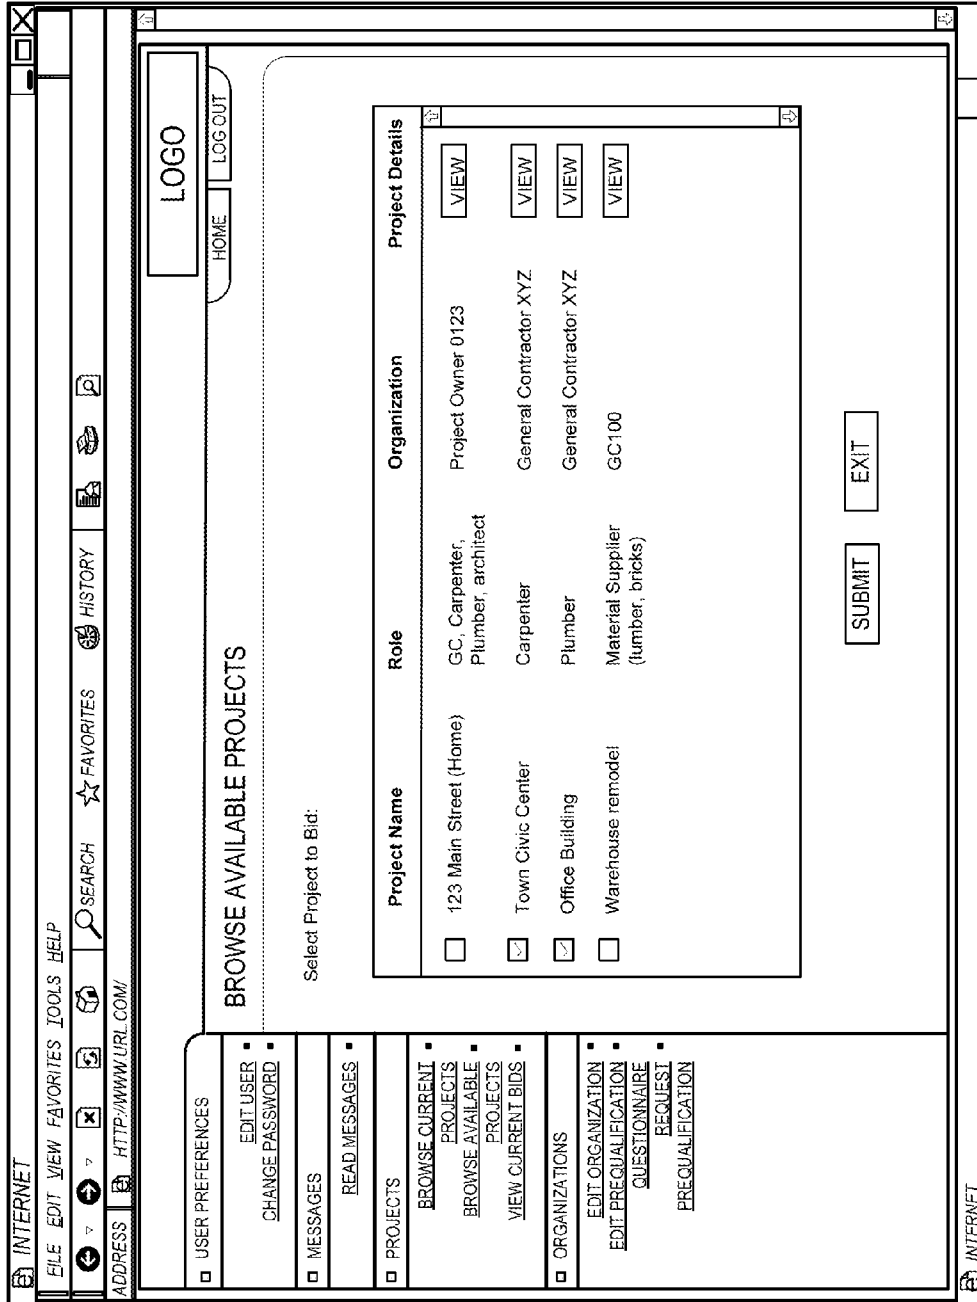 INTERNET
FILE EDIT VIEW FAVORITES TOOLS HELP
SEARCH FAVORITES HISTORY
ADDRESS HTTP://WWW.URL.COM/
LOGO
HOME LOG OUT
USER PREFERENCES
EDIT USER
CHANGE PASSWORD
MESSAGES
READ MESSAGES
PROJECTS
BROWSE CURRENT
PROJECTS
BROWSE AVAILABLE
PROJECTS
VIEW CURRENT BIDS
ORGANIZATIONS
EDIT ORGANIZATION
EDIT PREQUALIFICATION
QUESTIONNAIRE
REQUEST
PREQUALIFICATION
BROWSE AVAILABLE PROJECTS
Select Project to Bid:
Project Name Role Organization Project Details
123 Main Street (Home) GC, Carpenter, Project Owner 0123 VIEW
Plumber, architect
Town Civic Center Carpenter General Contractor XYZ VIEW
Office Building Plumber General Contractor XYZ VIEW
Warehouse remodel Material Supplier GC100 VIEW
(lumber, bricks)
SUBMIT EXIT
INTERNET